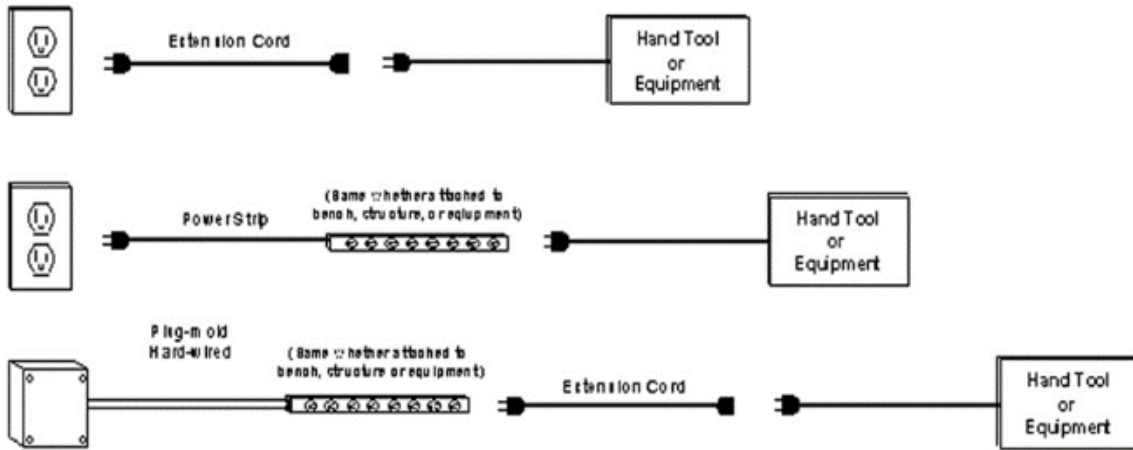 Extension Cord
Hand Tool
or
Equipment
Power Strip
(Same whether attached to
bench, structure, or equipment)
Hand Tool
or
Equipment
Plug-mold
Hard-wired
(Same whether attached to
bench, structure or equipment)
Extension Cord
Hand Tool
or
Equipment